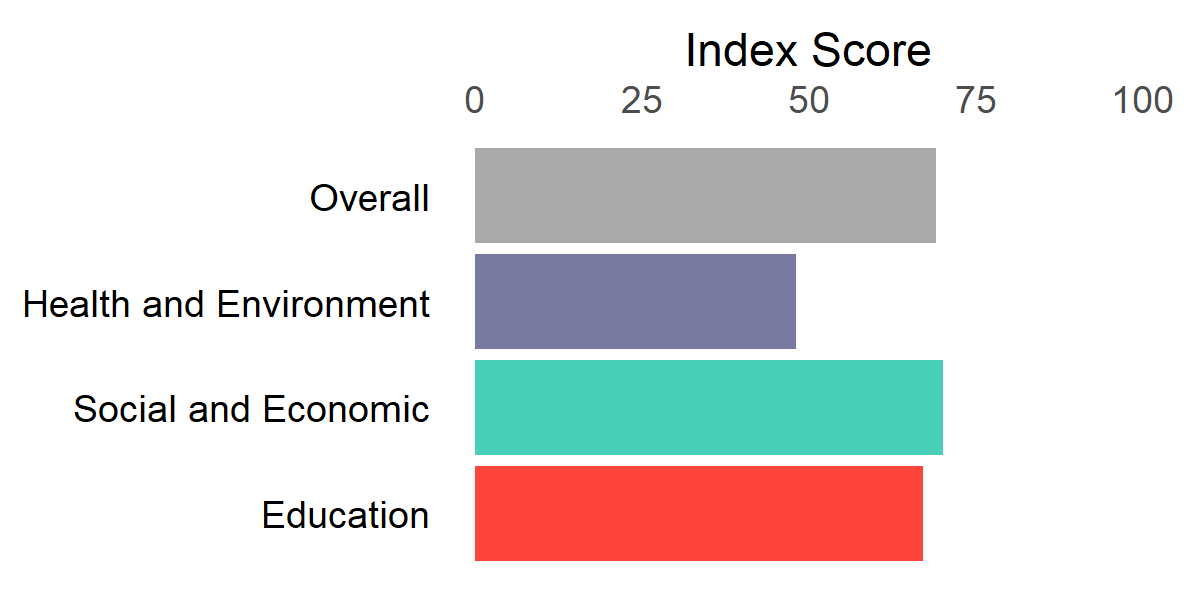 Index Score
0 25 50 75 100
Overall
Health and Environment
Social and Economic
Education